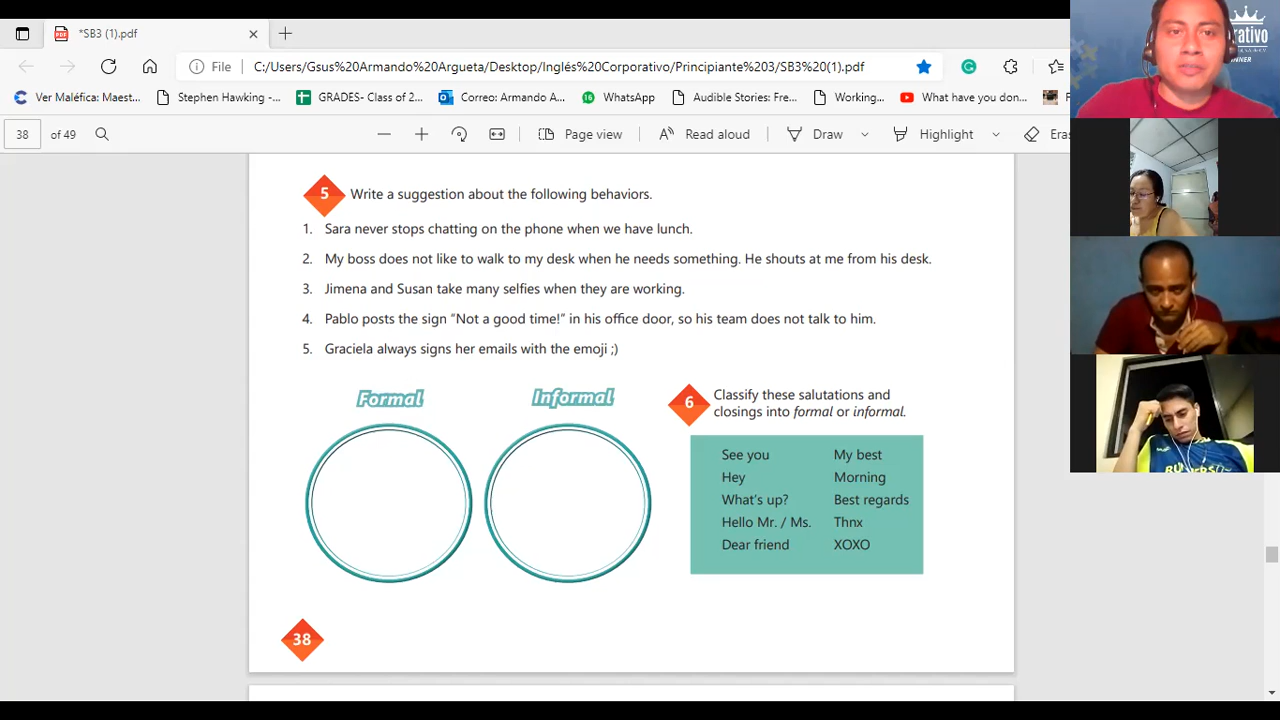 *SB3 (1).pdf
File C:/Users/Gsus%20Armando%20Argueta/Desktop/Inglés%20Corporativo/Principiante%203/SB3%20(1).pdf
Ver Maléfica: Maest... Stephen Hawking -... GRADES- Class of 2... Correo: Armando A... WhatsApp Audible Stories: Fre... Working... What have you don...
38 of 49 Page view Read aloud Draw Highlight Eras
5 Write a suggestion about the following behaviors.
1. Sara never stops chatting on the phone when we have lunch.
2. My boss does not like to walk to my desk when he needs something. He shouts at me from his desk.
3. Jimena and Susan take many selfies when they are working.
4. Pablo posts the sign “Not a good time!” in his office door, so his team does not talk to him.
5. Graciela always signs her emails with the emoji ;)
Formal
Informal
6 Classify these salutations and
closings into formal or informal.
See you My best
Hey Morning
What’s up? Best regards
Hello Mr. / Ms. Thnx
Dear friend XOXO
38